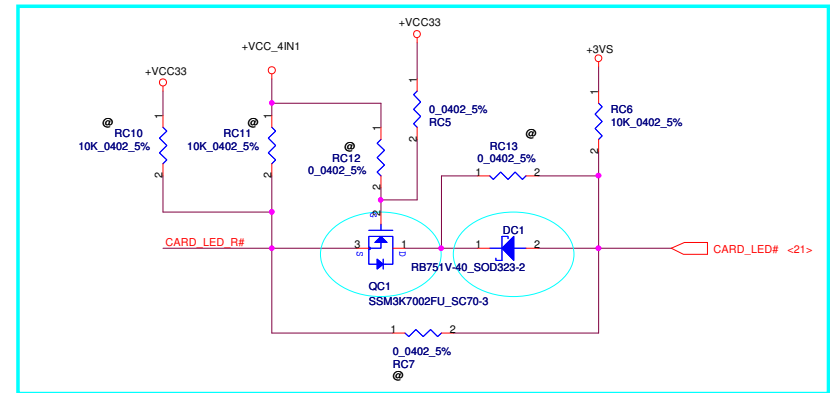 +VCC33
+VCC_4IN1
+VCC33
+3VS
1
@
RC10
10K_0402_5%
2
1
@
RC11
10K_0402_5%
2
1
@
RC12
0_0402_5%
2
1
0_0402_5%
RC5
2
@
RC13
0_0402_5%
1
2
1
RC6
10K_0402_5%
2
CARD_LED_R#
3
S
2
G
1
D
QC1
SSM3K7002FU_SC70-3
DC1
1
2
RB751V-40_SOD323-2
CARD_LED# <21>
1
2
0_0402_5%
RC7
@